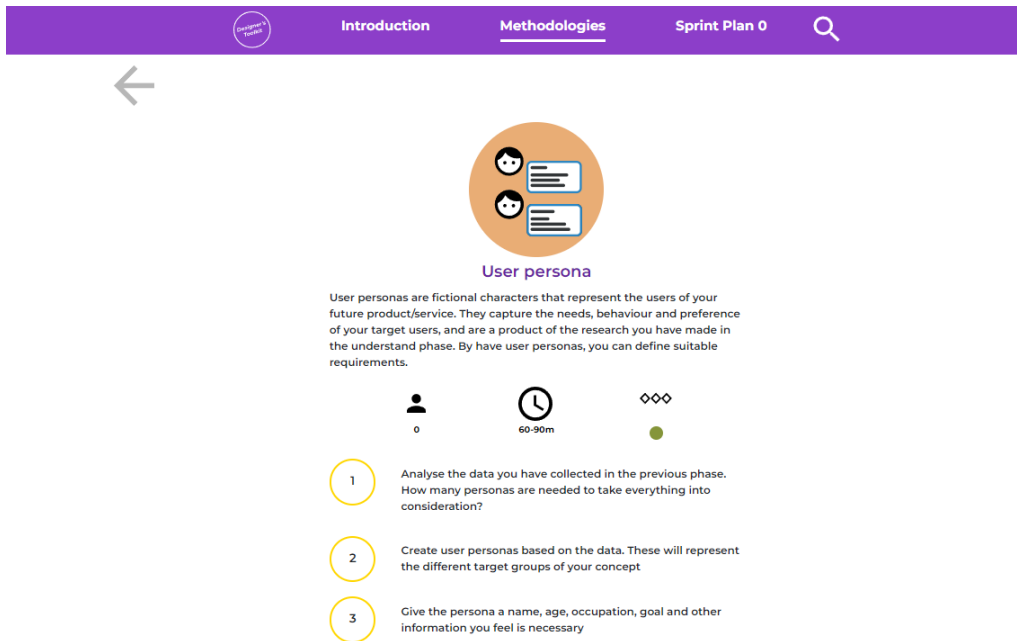 Designer's
Toolkit
Introduction
Methodologies
Sprint Plan 0
User persona
User personas are fictional characters that represent the users of your
future product/service. They capture the needs, behaviour and preference
of your target users, and are a product of the research you have made in
the understand phase. By have user personas, you can define suitable
requirements.
0
60-90m
1
Analyse the data you have collected in the previous phase.
How many personas are needed to take everything into
consideration?
2
Create user personas based on the data. These will represent
the different target groups of your concept
3
Give the persona a name, age, occupation, goal and other
information you feel is necessary